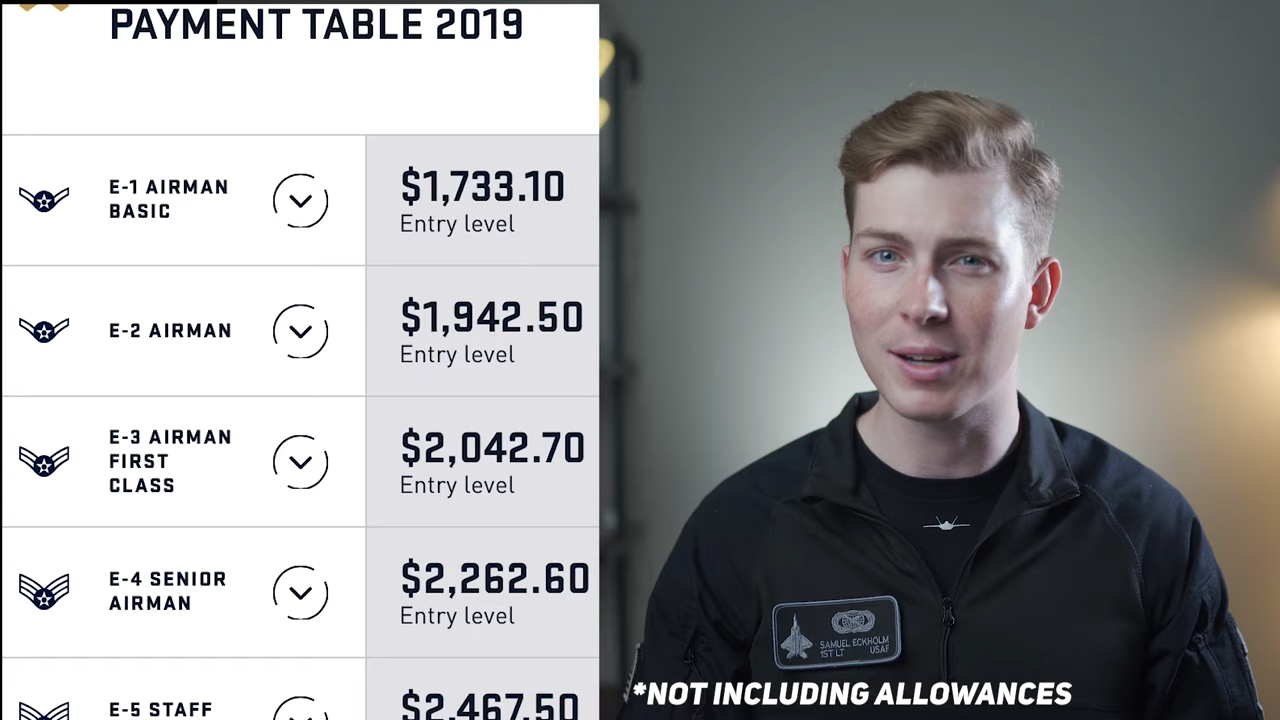 PAYMENT TABLE 2019
E-1 AIRMAN
BASIC
$1,733.10
Entry level
E-2 AIRMAN
$1,942.50
Entry level
E-3 AIRMAN
FIRST
CLASS
$2,042.70
Entry level
E-4 SENIOR
AIRMAN
$2,262.60
Entry level
E-5 STAFF
$2,467.50
SAMUEL ECKHOLM
1ST LT USAF
*NOT INCLUDING ALLOWANCES